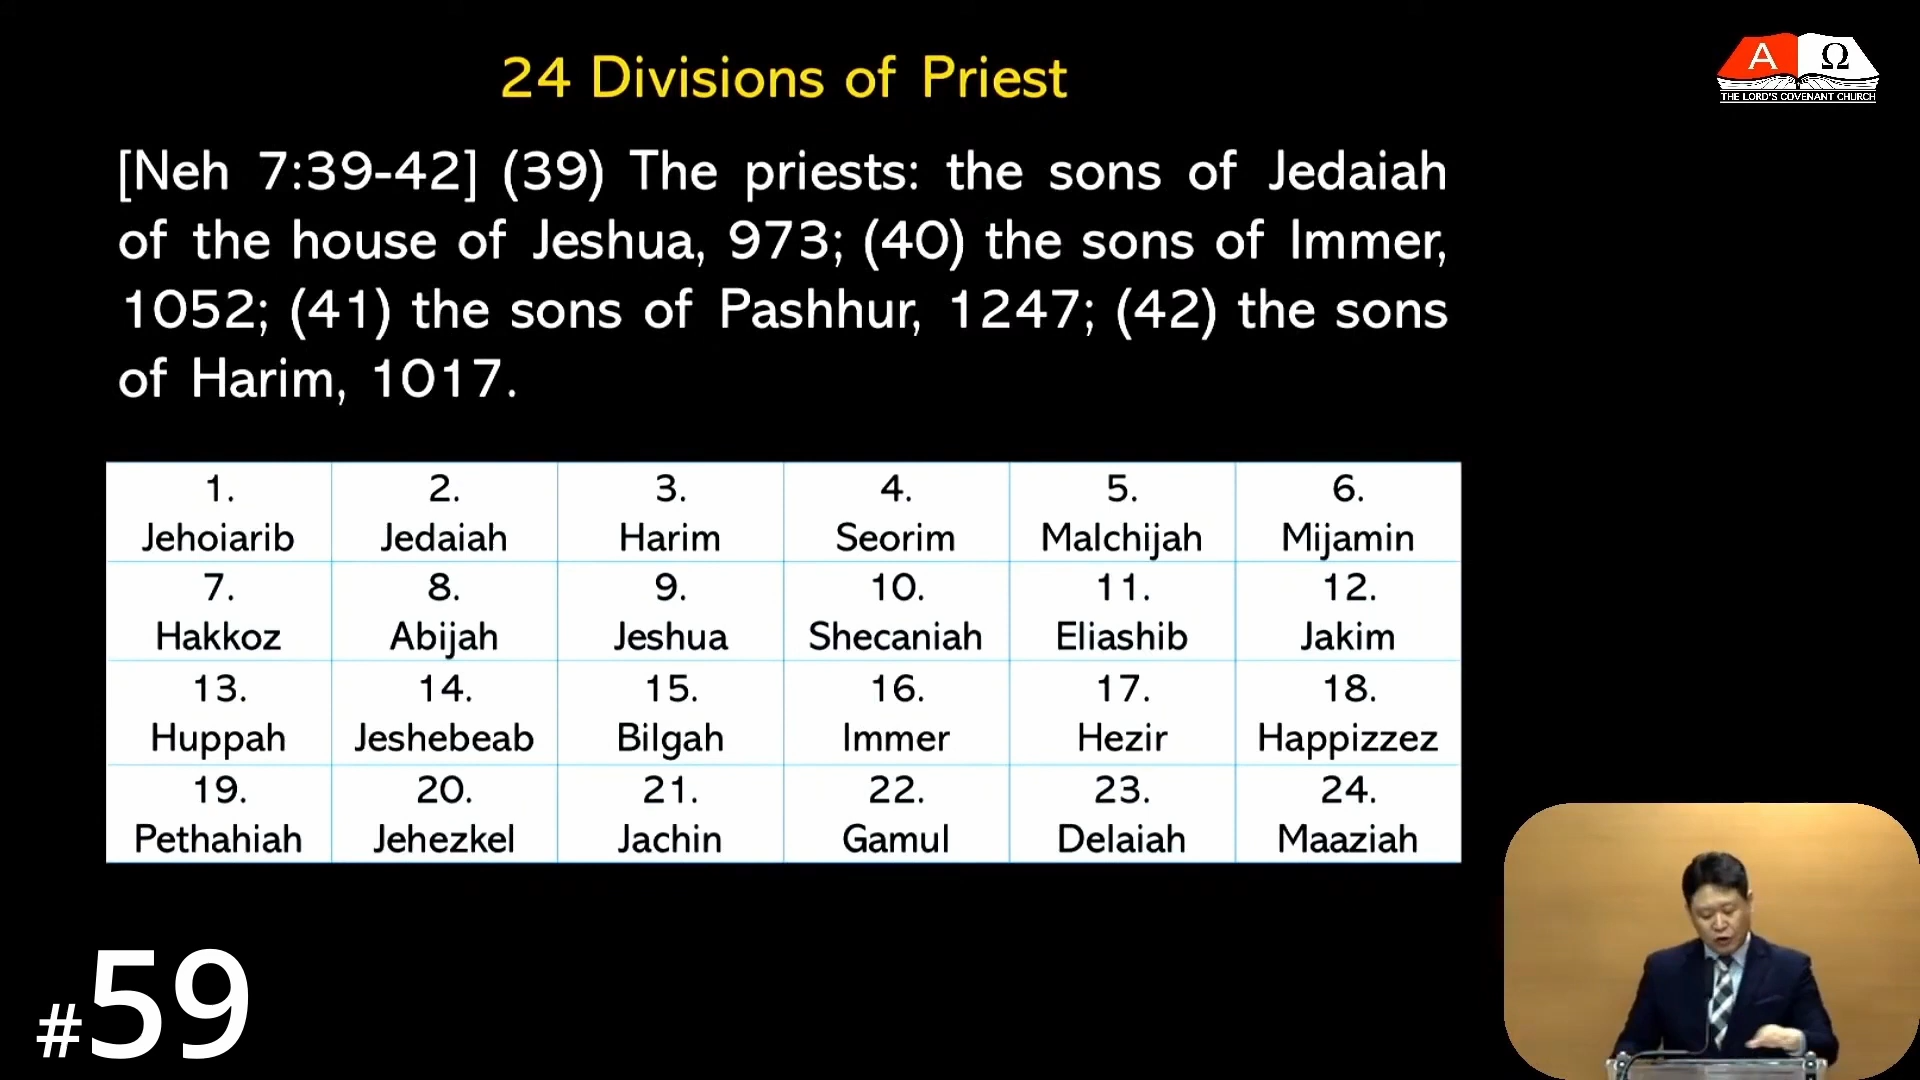 24 Divisions of Priest
A Ω
THE LORD'S COVENANT CHURCH
[Neh 7:39-42] (39) The priests: the sons of Jedaiah
of the house of Jeshua, 973; (40) the sons of Immer,
1052; (41) the sons of Pashhur, 1247; (42) the sons
of Harim, 1017.
1. 2. 3. 4. 5. 6.
Jehoiarib Jedaiah Harim Seorim Malchijah Mijamin
7. 8. 9. 10. 11. 12.
Hakkoz Abijah Jeshua Shecaniah Eliashib Jakim
13. 14. 15. 16. 17. 18.
Huppah Jeshebeab Bilgah Immer Hezir Happizzez
19. 20. 21. 22. 23. 24.
Pethahiah Jehezkel Jachin Gamul Delaiah Maaziah
#59